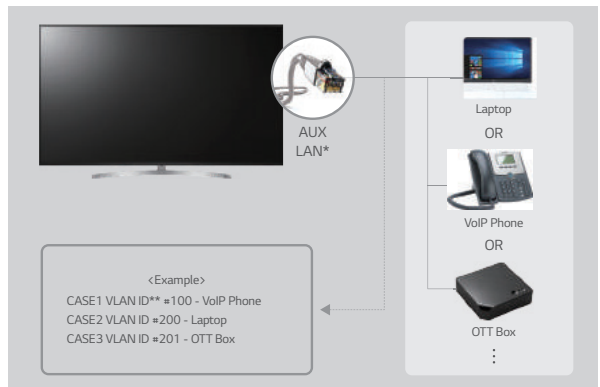 AUX
LAN*
Laptop
OR
VoIP Phone
OR
OTT Box
<Example>
CASE1 VLAN ID** #100 - VoIP Phone
CASE2 VLAN ID #200 - Laptop
CASE3 VLAN ID #201 - OTT Box